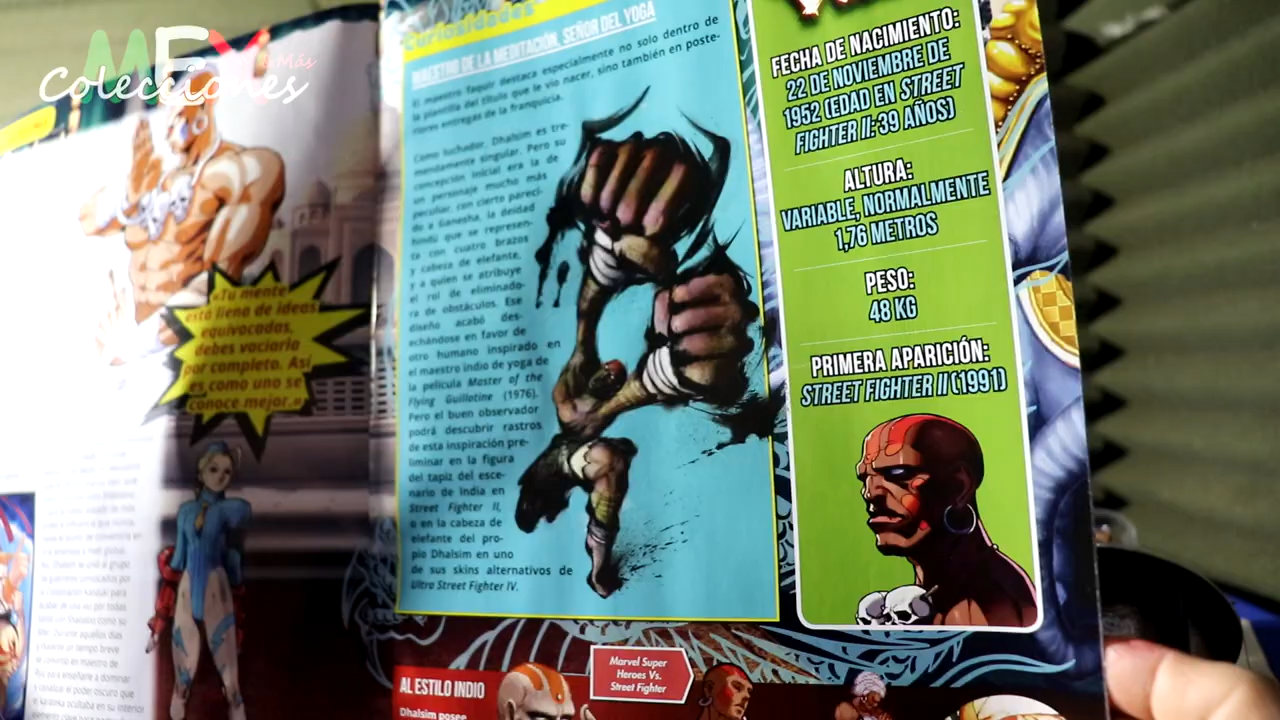 MEX
& Más
Colecciones
«Tu mente
está llena de ideas
equivocadas,
debes vaciarla
por completo. Así
es como uno se
conoce mejor.»
Curiosidades
MAESTRO DE LA MEDITACIÓN, SEÑOR DEL YOGA
El maestro faquir destaca especialmente no solo dentro de
la plantilla del título que le vio nacer, sino también en poste-
riores entregas de la franquicia.
Como luchador, Dhalsim es tre-
mendamente singular. Pero su
concepción inicial era la de
un personaje mucho más
peculiar, con cierto pareci-
do a Ganesha, la deidad
hindú que se represen-
ta con cuatro brazos
y cabeza de elefante,
y a quien se atribuye
el rol de eliminado-
ra de obstáculos. Ese
diseño acabó des-
echándose en favor de
otro humano inspirado en
el maestro indio de yoga de
la película Master of the
Flying Guillotine (1976).
Pero el buen observador
podrá descubrir rastros
de esta inspiración pre-
liminar en la figura
del tapiz del esce-
nario de India en
Street Fighter II,
o en la cabeza de
elefante del pro-
pio Dhalsim en uno
de sus skins alternativos de
Ultra Street Fighter IV.
FECHA DE NACIMIENTO:
22 DE NOVIEMBRE DE
1952 (EDAD EN STREET
FIGHTER II: 39 AÑOS)
ALTURA:
VARIABLE, NORMALMENTE
1,76 METROS
PESO:
48 KG
PRIMERA APARICIÓN:
STREET FIGHTER II (1991)
AL ESTILO INDIO
Dhalsim posee
Marvel Super
Heroes Vs.
Street Fighter